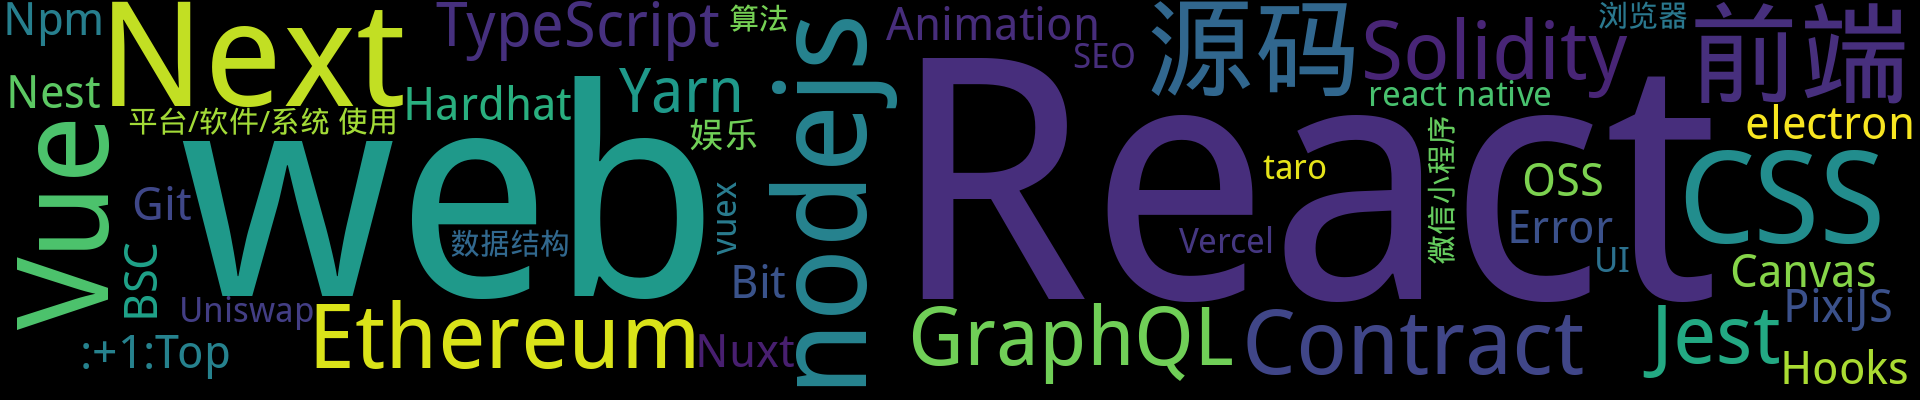 Npm
Next
TypeScript
算法
nodejs
Animation
SEO
源码
Solidity
浏览器
前端
Nest
平台/软件/系统 使用
Hardhat
Yarn
娱乐
React
react native
electron
Vue
web
Git
数据结构
vuex
taro
Vercel
微信小程序
OSS
Error
UI
css
BSC
Uniswap
Bit
Canvas
PixiJS
:+1:Top
Ethereum
Nuxt
GraphQL
Contract
Jest
Hooks